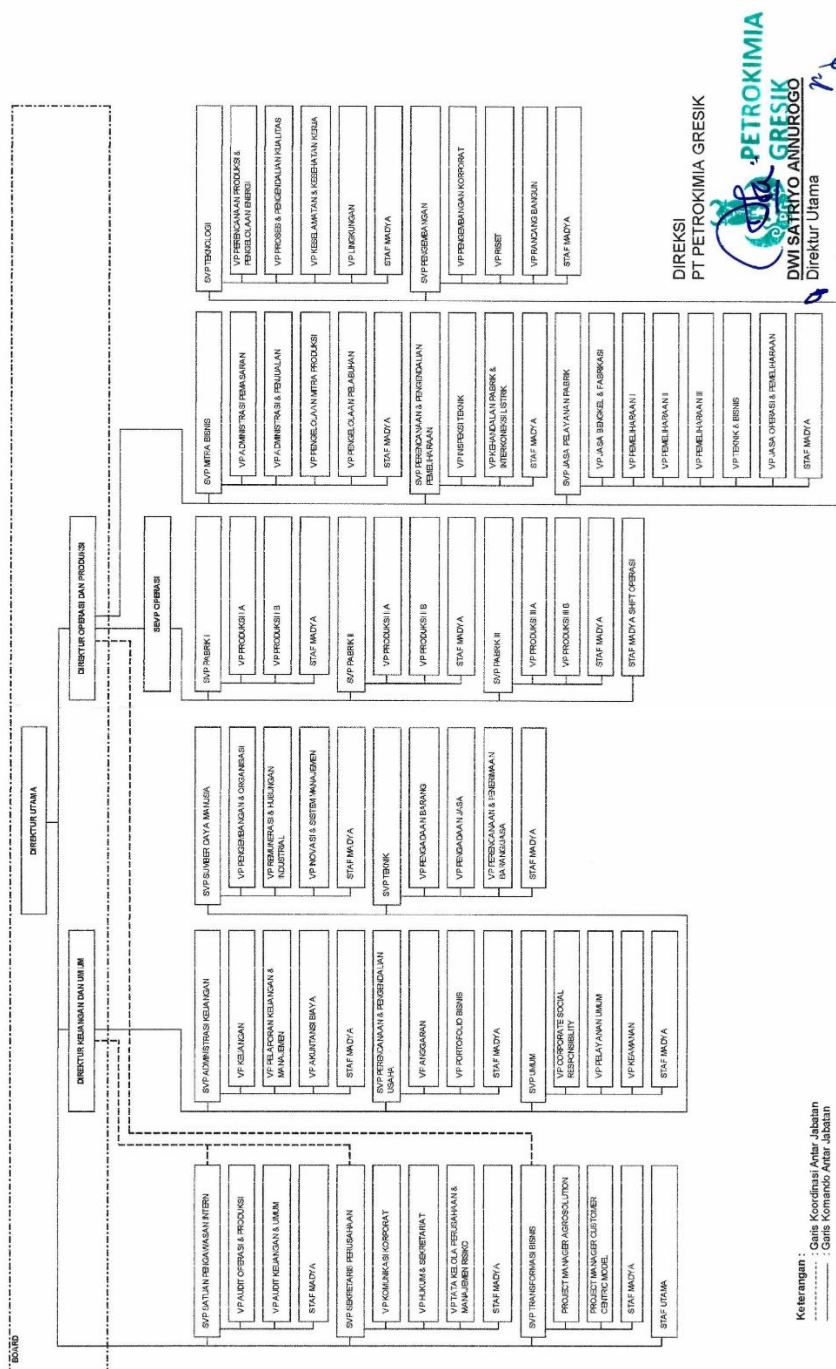 BOARD
DIREKTUR UTAMA
DIREKTUR KEUANGAN DAN UMUM
DIREKTUR OPERASI DAN PRODUKSI
SEVP OPERASI
SVP SATUAN PENGAWASAN INTERN
VP AUDIT OPERASI & PRODUKSI
VP AUDIT KEUANGAN & UMUM
STAF MADYA
SVP SEKRETARIS PERUSAHAAN
VP KOMUNIKASI KORPORAT
VP HUKUM & SEKRETARIAT
VP TATA KELOLA PERUSAHAAN &
MANAJEMEN RISIKO
STAF MADYA
SVP TRANSFORMASI BISNIS
PROJECT MANAGER AGROSOLUTION
PROJECT MANAGER CUSTOMER
CENTRIC MODEL
STAF MADYA
STAF UTAMA
SVP ADMINISTRASI KEUANGAN
VP KEUANGAN
VP PELAPORAN KEUANGAN &
MANAJEMEN
VP AKUNTANSI BIAYA
STAF MADYA
SVP PERENCANAAN & PENGENDALIAN
USAHA
VP ANGGARAN
VP PORTOFOLIO BISNIS
STAF MADYA
SVP UMUM
VP CORPORATE SOCIAL
RESPONSIBILITY
VP PELAYANAN UMUM
VP KEAMANAN
STAF MADYA
SVP SUMBER DAYA MANUSIA
VP PENGEMBANGAN & ORGANISASI
VP REMUNERASI & HUBUNGAN
INDUSTRIAL
VP INOVASI & SISTEM MANAJEMEN
STAF MADYA
SVP TEKNIK
VP PENGADAAN BARANG
VP PENGADAAN JASA
VP PERENCANAAN & PENERIMAAN
BARANG/JASA
STAF MADYA
SVP PABRIK I
VP PRODUKSI I A
VP PRODUKSI I B
STAF MADYA
SVP PABRIK II
VP PRODUKSI II A
VP PRODUKSI II B
STAF MADYA
SVP PABRIK III
VP PRODUKSI III A
VP PRODUKSI III B
STAF MADYA
STAF MADYA SHIFT OPERASI
SVP MITRA BISNIS
VP ADMINISTRASI PEMASARAN
VP ADMINISTRASI & PENJUALAN
VP PENGELOLAAN MITRA PRODUKSI
VP PENGELOLAAN PELABUHAN
STAF MADYA
SVP PERENCANAAN & PENGENDALIAN
PEMELIHARAAN
VP INSPEKSI TEKNIK
VP KEHANDALAN PABRIK &
INTERKONEKSI LISTRIK
STAF MADYA
SVP JASA PELAYANAN PABRIK
VP JASA BENGKEL & FABRIKASI
VP PEMELIHARAAN I
VP PEMELIHARAAN II
VP PEMELIHARAAN III
VP TEKNIK & BISNIS
VP JASA OPERASI & PEMELIHARAAN
STAF MADYA
SVP TEKNOLOGI
VP PERENCANAAN PRODUKSI &
PENGELOLAAN ENERGI
VP PROSES & PENGENDALIAN KUALITAS
VP KESELAMATAN & KESEHATAN KERJA
VP LINGKUNGAN
STAF MADYA
SVP PENGEMBANGAN
VP PENGEMBANGAN KORPORAT
VP RISET
VP RANCANG BANGUN
STAF MADYA
Keterangan :
: Garis Koordinasi Antar Jabatan
: Garis Komando Antar Jabatan
DIREKSI
PT PETROKIMIA GRESIK
PETROKIMIA
GRESIK
DWI SATRIYO ANNUROGO
Direktur Utama